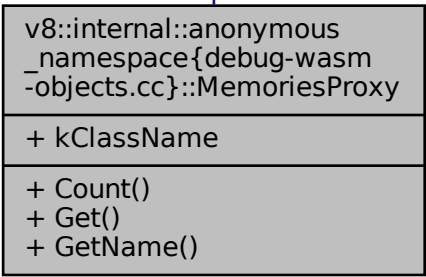 v8::internal::anonymous
_namespace{debug-wasm
-objects.cc}::MemoriesProxy
+ kClassName
+ Count()
+ Get()
+ GetName()